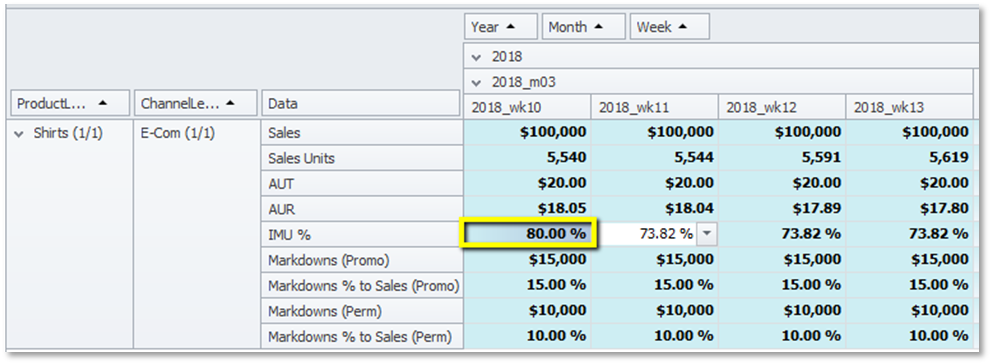 Year Month Week
2018
2018_m03
ProductL... ChannelLe... Data 2018_wk10 2018_wk11 2018_wk12 2018_wk13
Shirts (1/1) E-Com (1/1) Sales $100,000 $100,000 $100,000 $100,000
Sales Units 5,540 5,544 5,591 5,619
AUT $20.00 $20.00 $20.00 $20.00
AUR $18.05 $18.04 $17.89 $17.80
IMU % 80.00 % 73.82 % 73.82 % 73.82 %
Markdowns (Promo) $15,000 $15,000 $15,000 $15,000
Markdowns % to Sales (Promo) 15.00 % 15.00 % 15.00 % 15.00 %
Markdowns (Perm) $10,000 $10,000 $10,000 $10,000
Markdowns % to Sales (Perm) 10.00 % 10.00 % 10.00 % 10.00 %